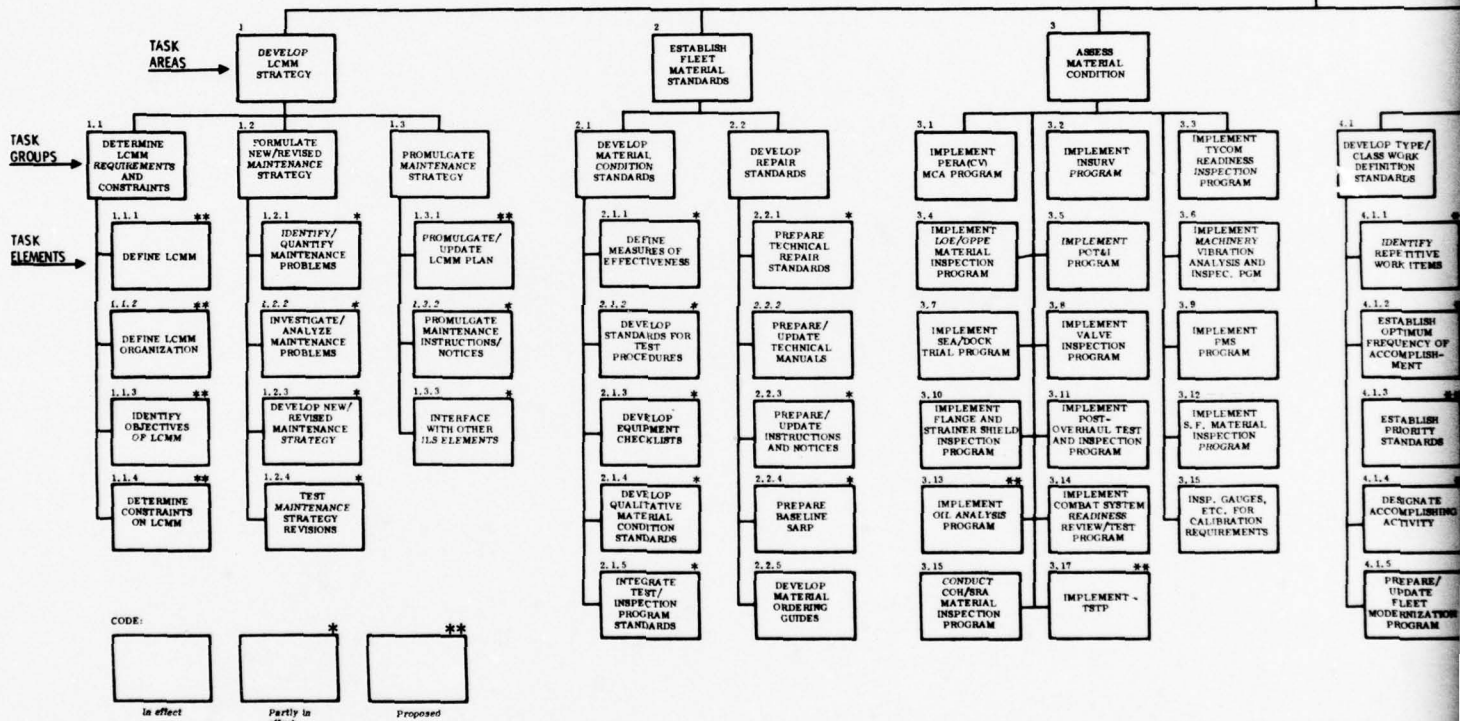 TASK
AREAS
1
DEVELOP
LCMM
STRATEGY
2
ESTABLISH
FLEET
MATERIAL
STANDARDS
3
ASSESS
MATERIAL
CONDITION
TASK
GROUPS
1.1
DETERMINE
LCMM
REQUIREMENTS
AND
CONSTRAINTS
1.2
FORMULATE
NEW/REVISED
MAINTENANCE
STRATEGY
1.3
PROMULGATE
MAINTENANCE
STRATEGY
2.1
DEVELOP
MATERIAL
CONDITION
STANDARDS
2.2
DEVELOP
REPAIR
STANDARDS
3.1
IMPLEMENT
PERA(CV)
MCA PROGRAM
3.2
IMPLEMENT
INSURV
PROGRAM
3.3
IMPLEMENT
TYCOM
READINESS
INSPECTION
PROGRAM
4.1
DEVELOP TYPE/
CLASS WORK
DEFINITION
STANDARDS
TASK
ELEMENTS
1.1.1 **
DEFINE LCMM
1.2.1 *
IDENTIFY/
QUANTIFY
MAINTENANCE
PROBLEMS
1.3.1 **
PROMULGATE/
UPDATE
LCMM PLAN
2.1.1 *
DEFINE
MEASURES OF
EFFECTIVENESS
2.2.1 *
PREPARE
TECHNICAL
REPAIR
STANDARDS
3.4
IMPLEMENT
LOE/OPPE
MATERIAL
INSPECTION
PROGRAM
3.5
IMPLEMENT
POT&I
PROGRAM
3.6
IMPLEMENT
MACHINERY
VIBRATION
ANALYSIS AND
INSPEC. PGM
4.1.1 *
IDENTIFY
REPETITIVE
WORK ITEMS
1.1.2 **
DEFINE LCMM
ORGANIZATION
1.2.2 *
INVESTIGATE/
ANALYZE
MAINTENANCE
PROBLEMS
1.3.2 *
PROMULGATE
MAINTENANCE
INSTRUCTIONS/
NOTICES
2.1.2 *
DEVELOP
STANDARDS FOR
TEST
PROCEDURES
2.2.2
PREPARE/
UPDATE
TECHNICAL
MANUALS
3.7
IMPLEMENT
SEA/DOCK
TRIAL PROGRAM
3.8
IMPLEMENT
VALVE
INSPECTION
PROGRAM
3.9
IMPLEMENT
PMS
PROGRAM
4.1.2 *
ESTABLISH
OPTIMUM
FREQUENCY OF
ACCOMPLISH-
MENT
1.1.3 **
IDENTIFY
OBJECTIVES
OF LCMM
1.2.3 *
DEVELOP NEW/
REVISED
MAINTENANCE
STRATEGY
1.3.3 *
INTERFACE
WITH OTHER
ILS ELEMENTS
2.1.3 *
DEVELOP
EQUIPMENT
CHECKLISTS
2.2.3 *
PREPARE/
UPDATE
INSTRUCTIONS
AND NOTICES
3.10
IMPLEMENT
FLANGE AND
STRAINER SHIELD
INSPECTION
PROGRAM
3.11
IMPLEMENT
POST-
OVERHAUL TEST
AND INSPECTION
PROGRAM
3.12
IMPLEMENT
S.F. MATERIAL
INSPECTION
PROGRAM
4.1.3 **
ESTABLISH
PRIORITY
STANDARDS
1.1.4 **
DETERMINE
CONSTRAINTS
ON LCMM
1.2.4 *
TEST
MAINTENANCE
STRATEGY
REVISIONS
2.1.4 *
DEVELOP
QUALITATIVE
MATERIAL
CONDITION
STANDARDS
2.2.4 *
PREPARE
BASELINE
SARP
3.13 **
IMPLEMENT
OIL ANALYSIS
PROGRAM
3.14
IMPLEMENT
COMBAT SYSTEM
READINESS
REVIEW/TEST
PROGRAM
3.15
INSP. GAUGES,
ETC. FOR
CALIBRATION
REQUIREMENTS
4.1.4 *
DESIGNATE
ACCOMPLISHING
ACTIVITY
2.1.5 *
INTEGRATE
TEST/
INSPECTION
PROGRAM
STANDARDS
2.2.5
DEVELOP
MATERIAL
ORDERING
GUIDES
3.15
CONDUCT
COH/SRA
MATERIAL
INSPECTION
PROGRAM
3.17 **
IMPLEMENT -
TSTP
4.1.5
PREPARE/
UPDATE
FLEET
MODERNIZATION
PROGRAM
CODE:
* **
In effect
Partly in
Proposed